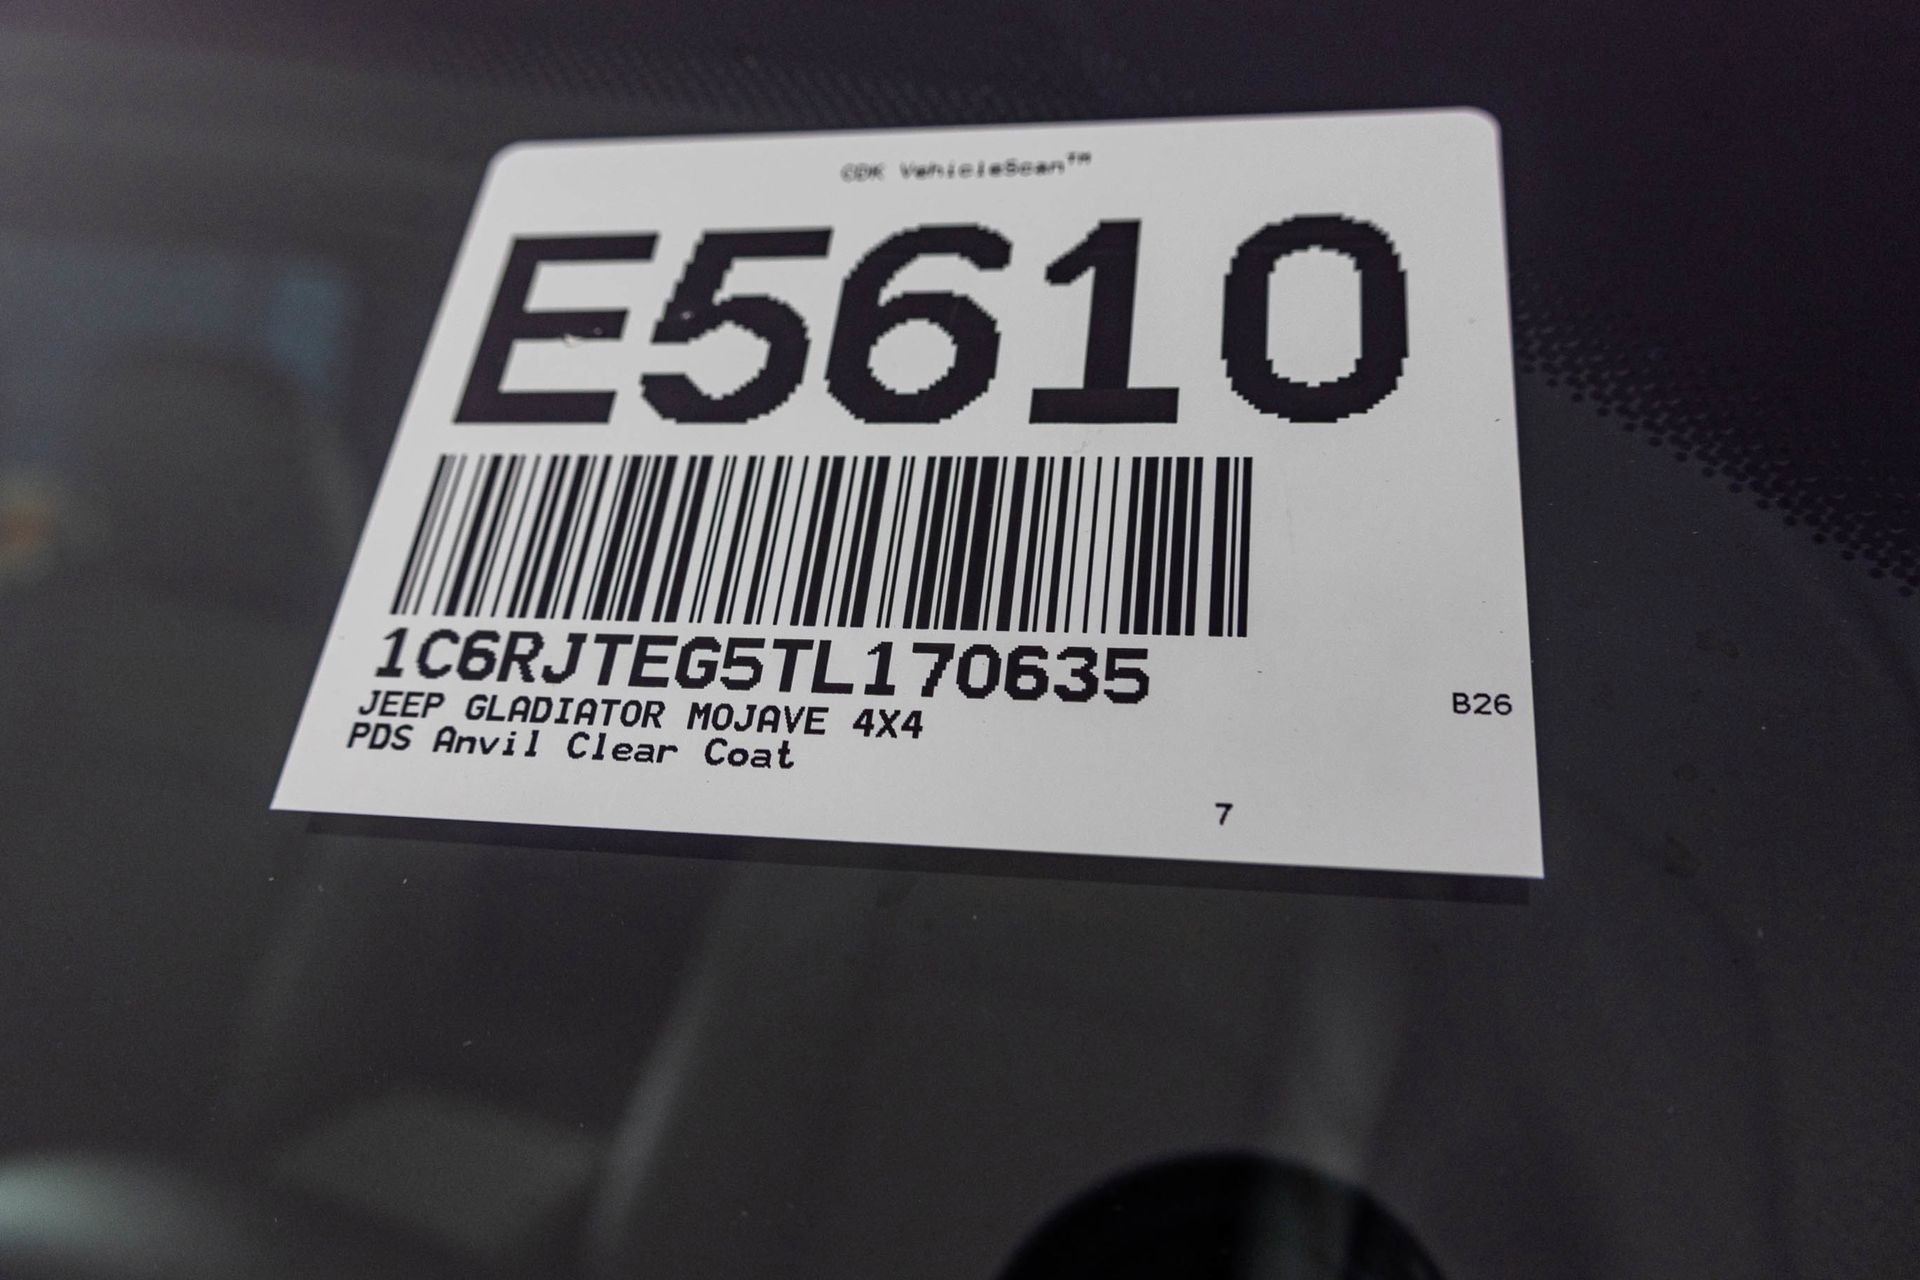 CDK VehicleScan™
E5610
1C6RJTEG5TL170635
JEEP GLADIATOR MOJAVE 4X4
B26
PDS Anvil Clear Coat
7